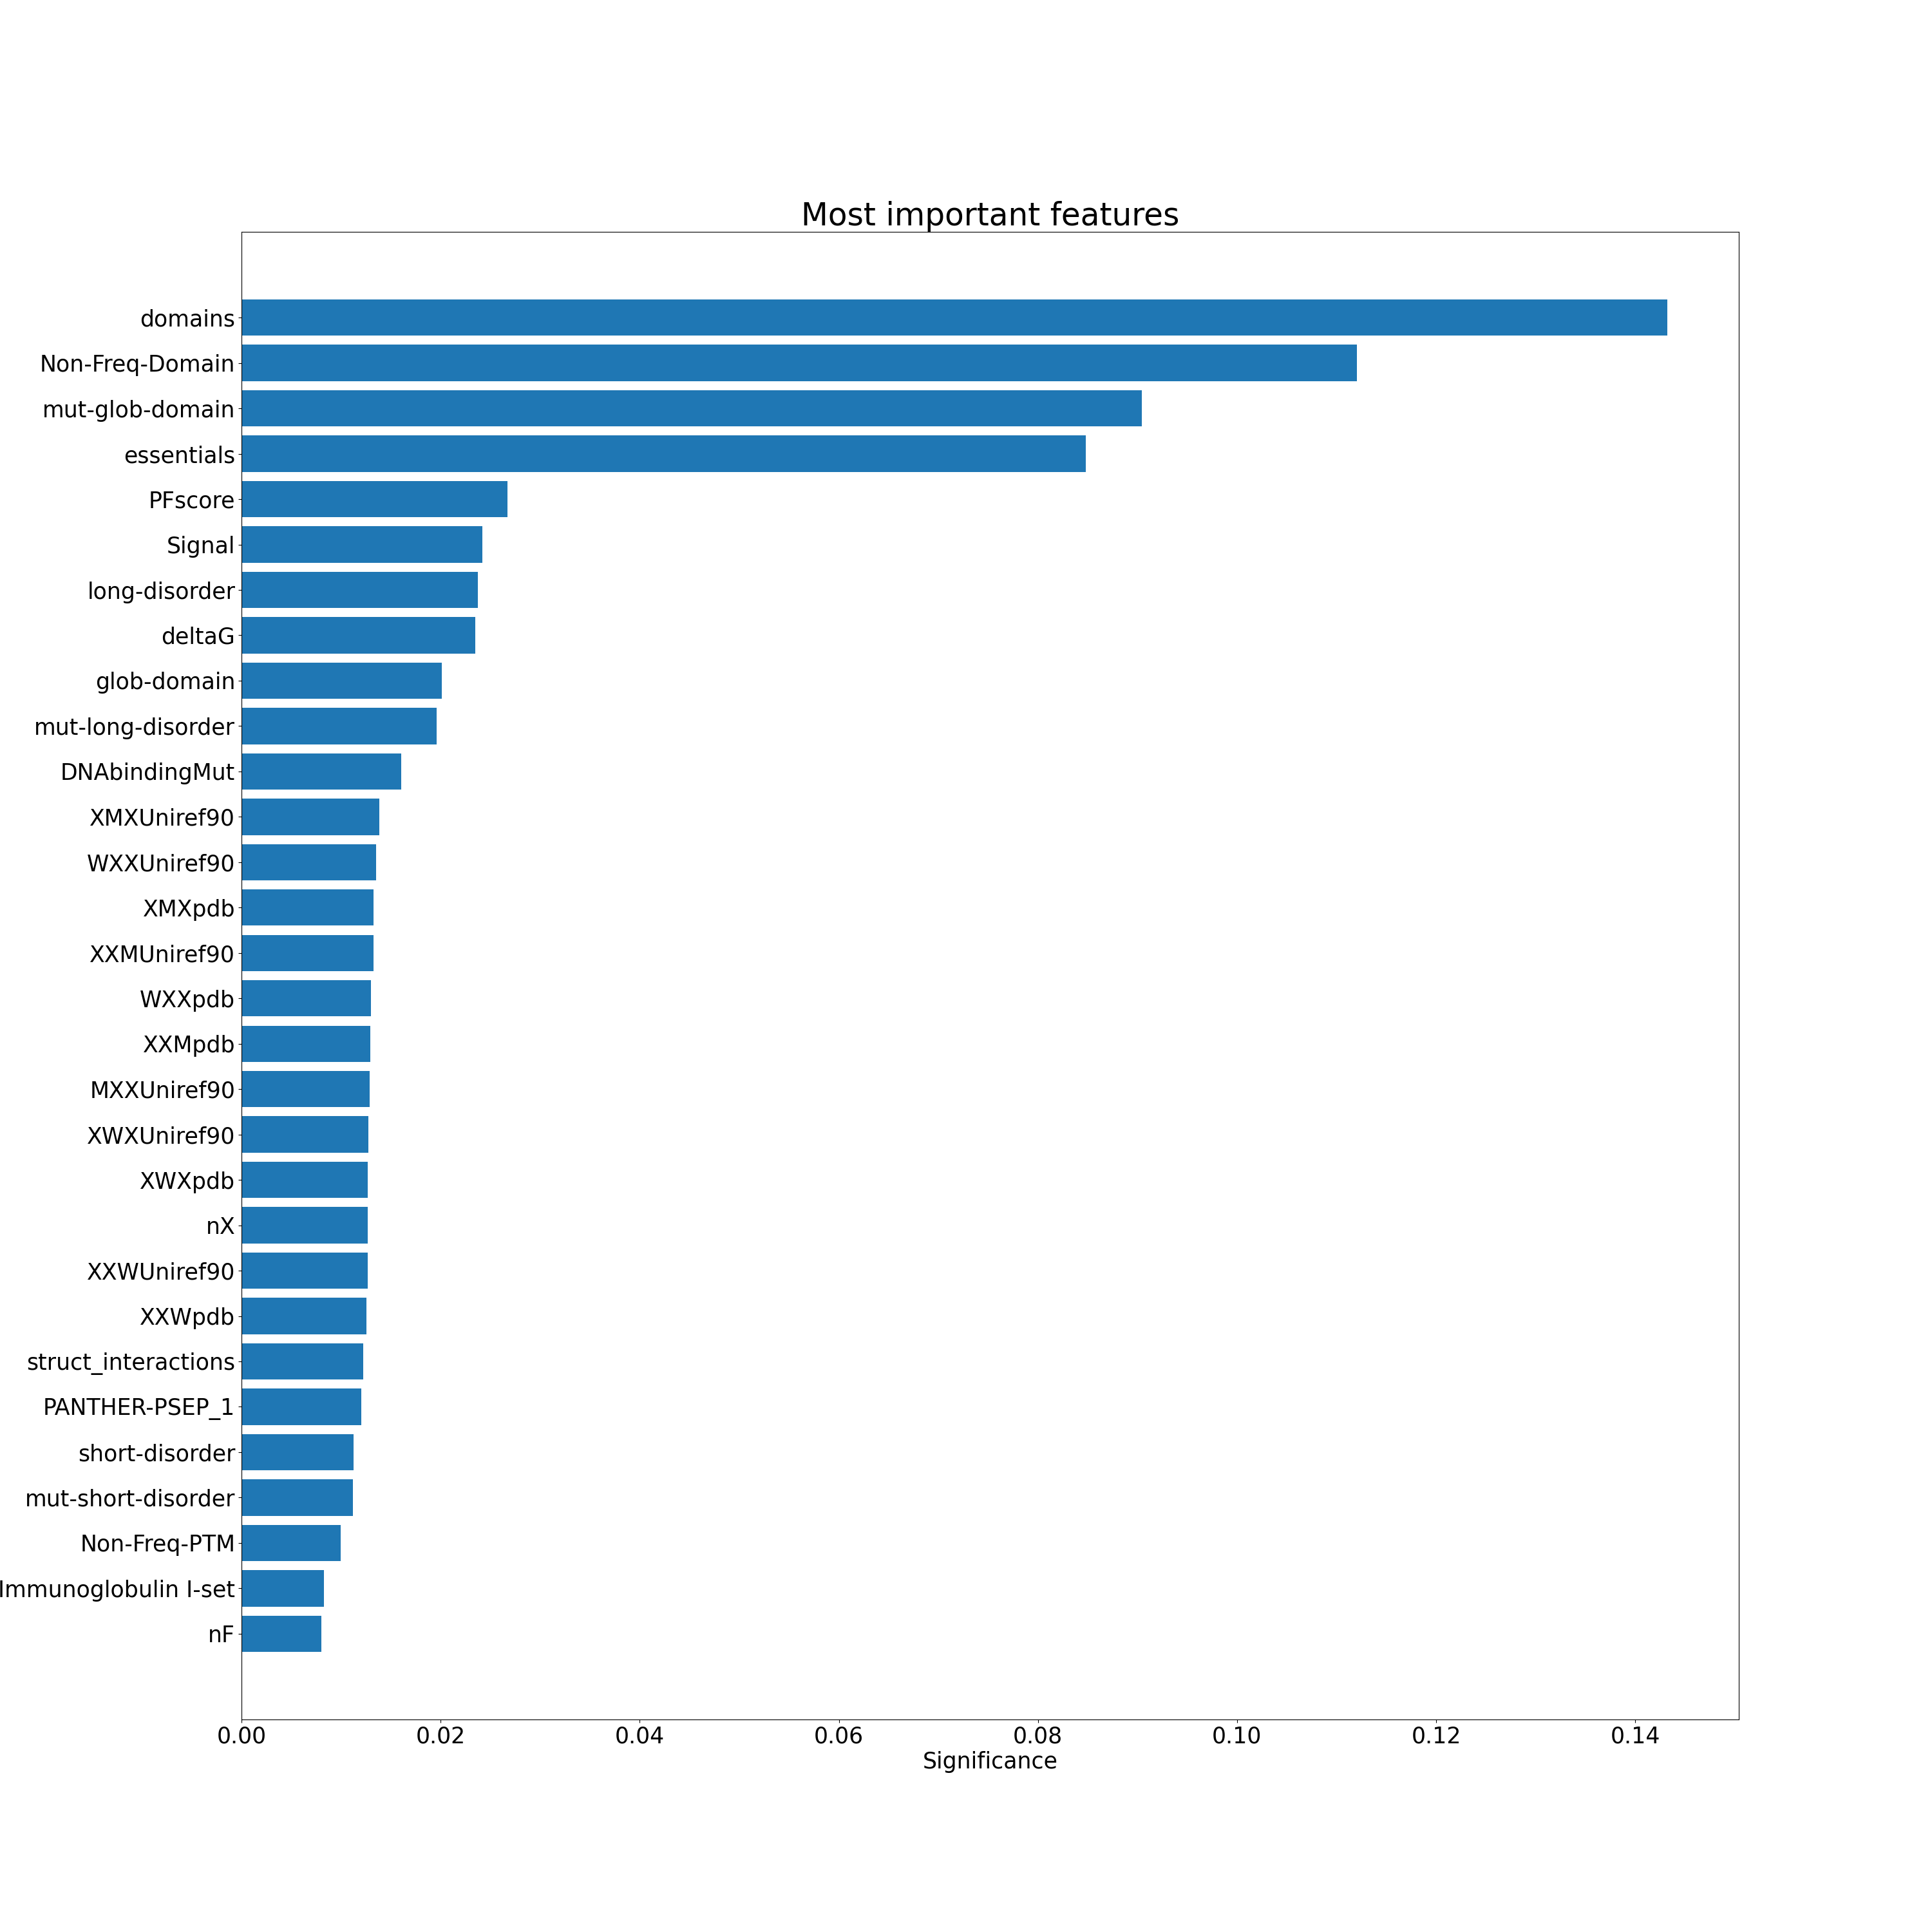 Most important features
domains
Non-Freq-Domain
mut-glob-domain
essentials
PFscore
Signal
long-disorder
deltaG
glob-domain
mut-long-disorder
DNAbindingMut
XMXUniref90
WXXUniref90
XMXpdb
XXMUniref90
WXXpdb
XXMpdb
MXXUniref90
XWXUniref90
XWXpdb
nX
XXWUniref90
XXWpdb
struct_interactions
PANTHER-PSEP_1
short-disorder
mut-short-disorder
Non-Freq-PTM
Immunoglobulin I-set
nF
0.00 0.02 0.04 0.06 0.08 0.10 0.12 0.14
Significance